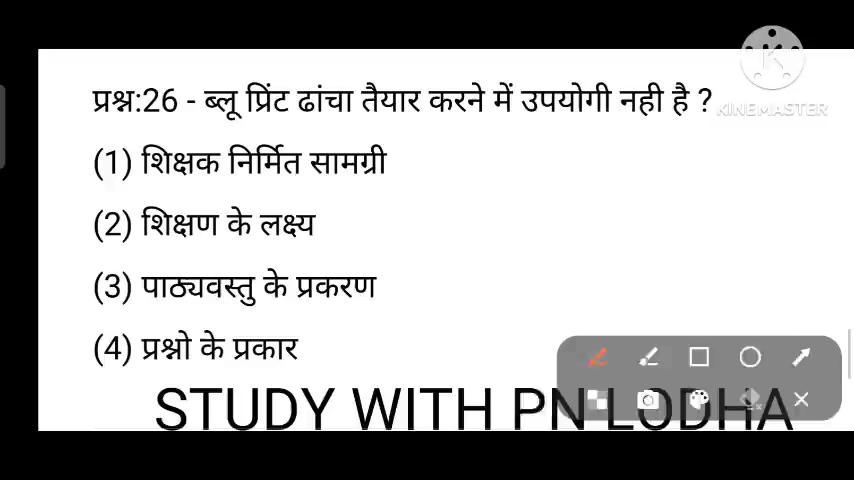 प्रश्न:26 - ब्लू प्रिंट ढांचा तैयार करने में उपयोगी नही है ?
KINEMASTER
(1) शिक्षक निर्मित सामग्री
(2) शिक्षण के लक्ष्य
(3) पाठ्यवस्तु के प्रकरण
(4) प्रश्नो के प्रकार
STUDY WITH PN LODHA